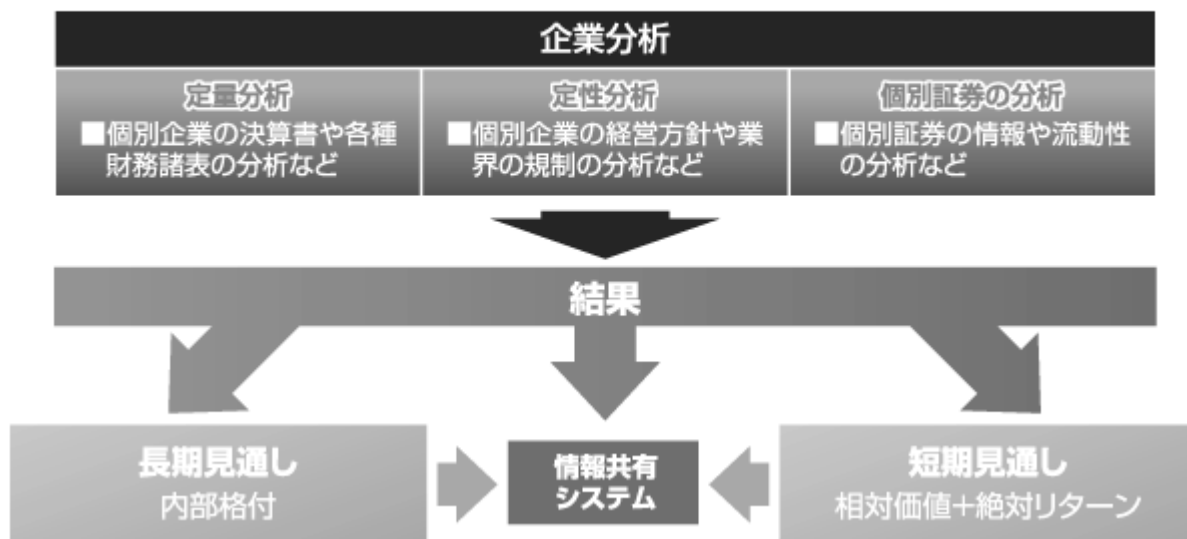 企業分析
定量分析
■個別企業の決算書や各種
財務諸表の分析など
定性分析
■個別企業の経営方針や業
界の規制の分析など
個別証券の分析
■個別証券の情報や流動性
の分析など
結果
長期見通し
内部格付
情報共有
システム
短期見通し
相対価値+絶対リターン